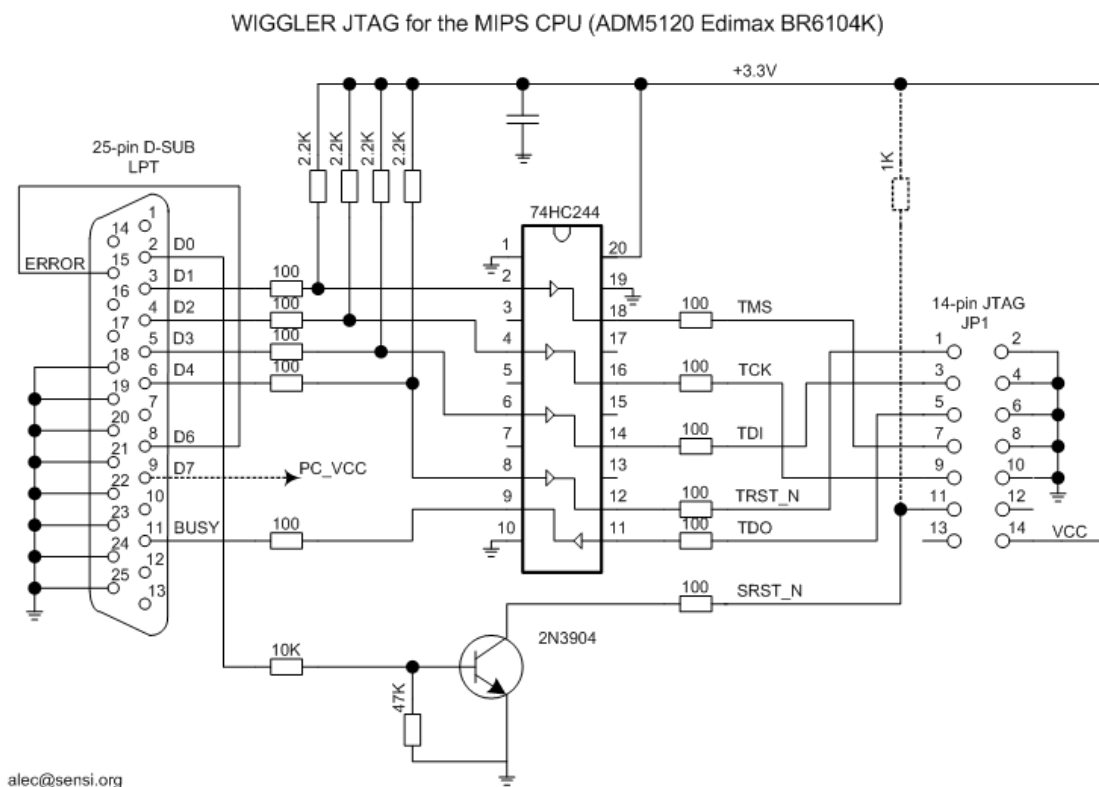 WIGGLER JTAG for the MIPS CPU (ADM5120 Edimax BR6104K)
+3.3V
2.2K
2.2K
2.2K
2.2K
1K
25-pin D-SUB
LPT
ERROR
1
14
2
15
3
16
4
17
5
18
6
19
7
20
8
21
9
22
10
23
11
24
12
25
13
D0
D1
D2
D3
D4
D6
D7
PC_VCC
BUSY
100
100
100
100
100
74HC244
1
2
3
4
5
6
7
8
9
10
20
19
18
17
16
15
14
13
12
11
100
TMS
100
TCK
100
TDI
100
TRST_N
100
TDO
100
SRST_N
14-pin JTAG
JP1
1
2
3
4
5
6
7
8
9
10
11
12
13
14
VCC
10K
47K
2N3904
alec@sensi.org